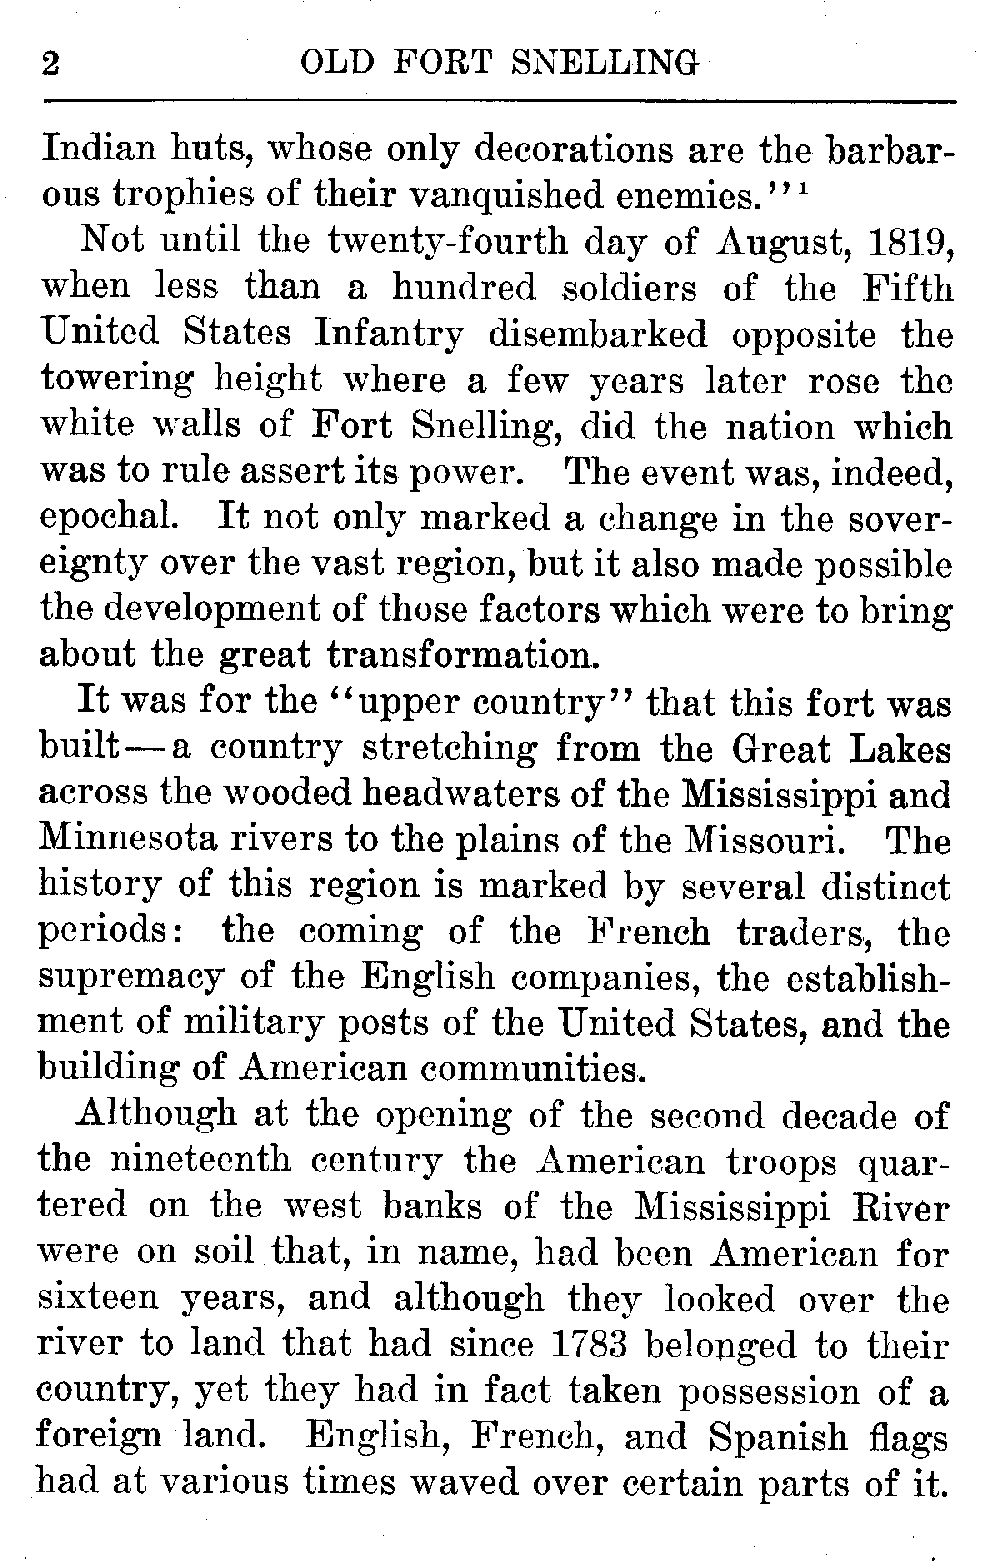 2 OLD FORT SNELLING
Indian huts, whose only decorations are the barbar-
ous trophies of their vanquished enemies.''¹
Not until the twenty-fourth day of August, 1819,
when less than a hundred soldiers of the Fifth
United States Infantry disembarked opposite the
towering height where a few years later rose the
white walls of Fort Snelling, did the nation which
was to rule assert its power. The event was, indeed,
epochal. It not only marked a change in the sover-
eignty over the vast region, but it also made possible
the development of those factors which were to bring
about the great transformation.
It was for the "upper country" that this fort was
built—a country stretching from the Great Lakes
across the wooded headwaters of the Mississippi and
Minnesota rivers to the plains of the Missouri. The
history of this region is marked by several distinct
periods: the coming of the French traders, the
supremacy of the English companies, the establish-
ment of military posts of the United States, and the
building of American communities.
Although at the opening of the second decade of
the nineteenth century the American troops quar-
tered on the west banks of the Mississippi River
were on soil that, in name, had been American for
sixteen years, and although they looked over the
river to land that had since 1783 belonged to their
country, yet they had in fact taken possession of a
foreign land. English, French, and Spanish flags
had at various times waved over certain parts of it.